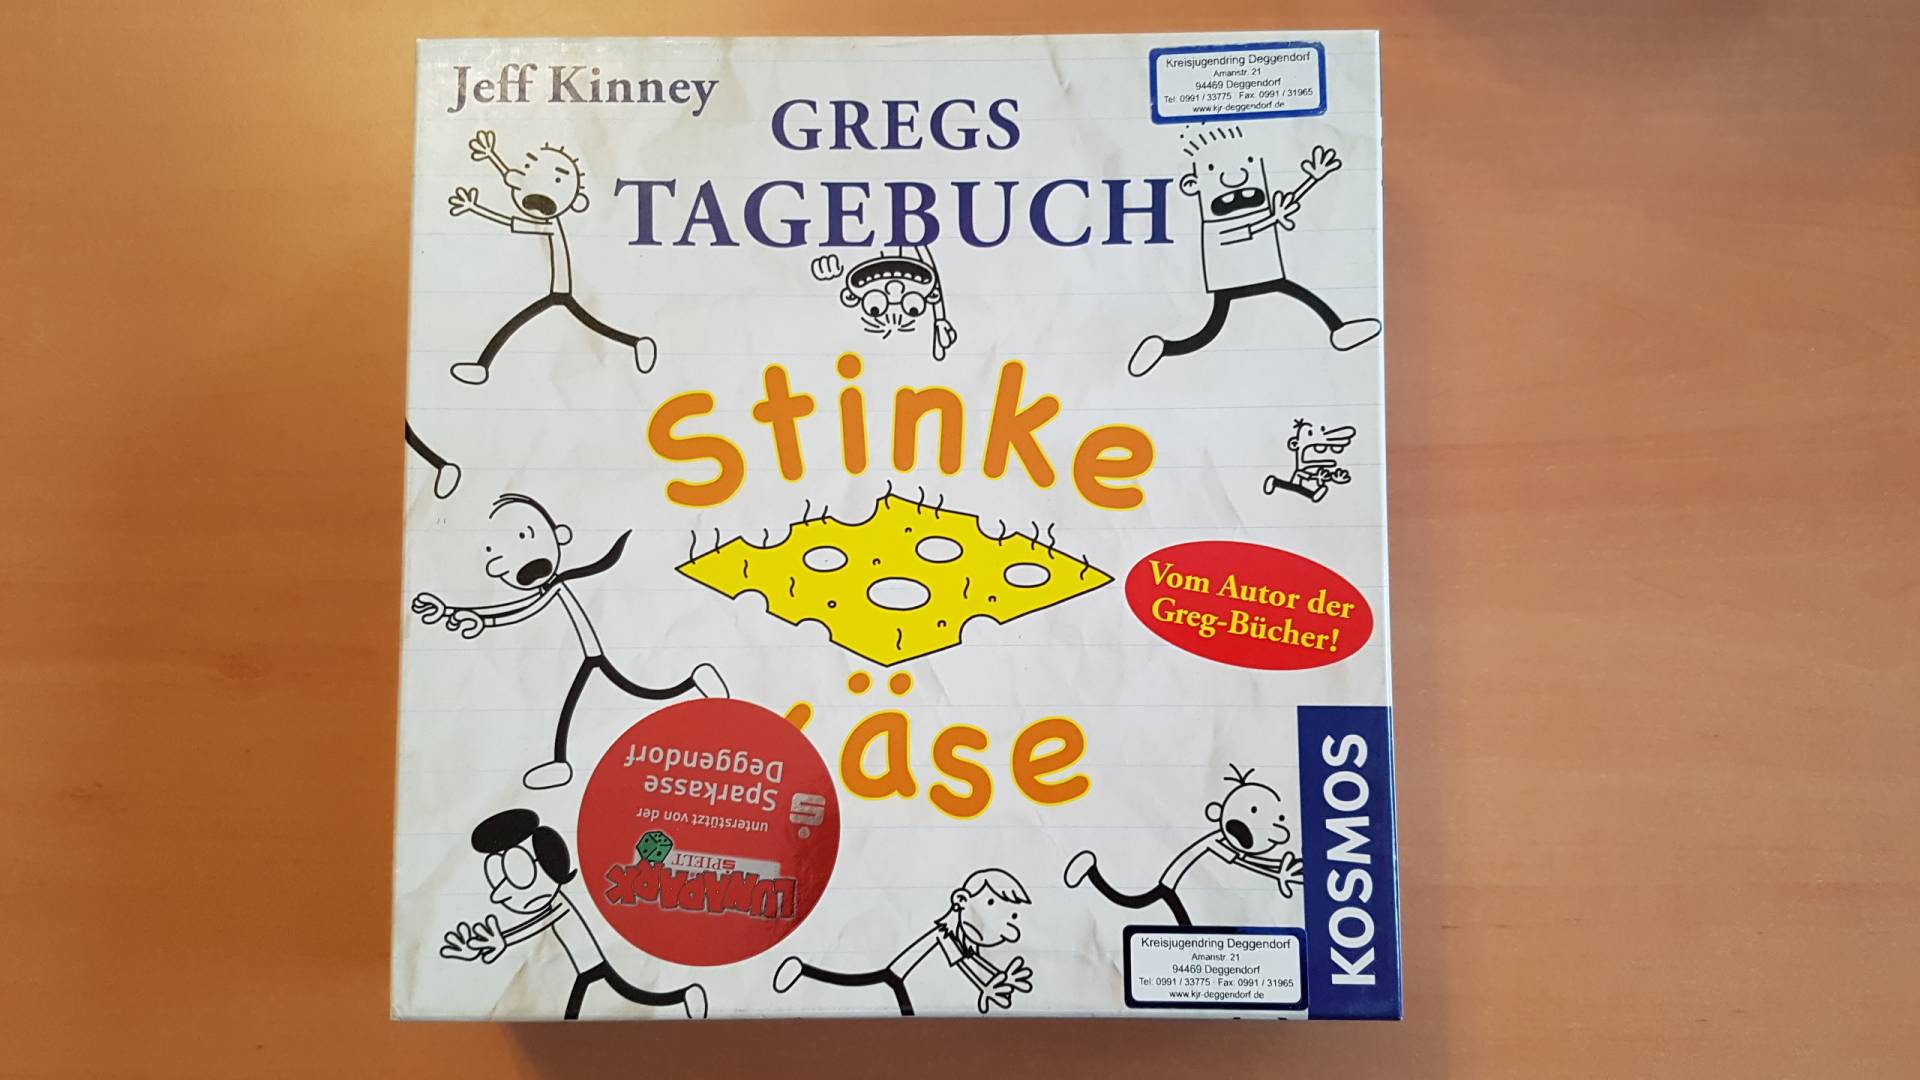 Jeff Kinney
GREGS
TAGEBUCH
Kreisjugendring Deggendorf
Amanstr. 21
94469 Deggendorf
Tel: 0991 / 33775 · Fax: 0991 / 31965
www.kjr-deggendorf.de
Stinke
Vom Autor der
Greg-Bücher!
äse
LUNAPARK
SPIELT
unterstützt von der
Sparkasse
Deggendorf
KOSMOS
Kreisjugendring Deggendorf
Amanstr. 21
94469 Deggendorf
Tel: 0991 / 33775 · Fax: 0991 / 31965
www.kjr-deggendorf.de